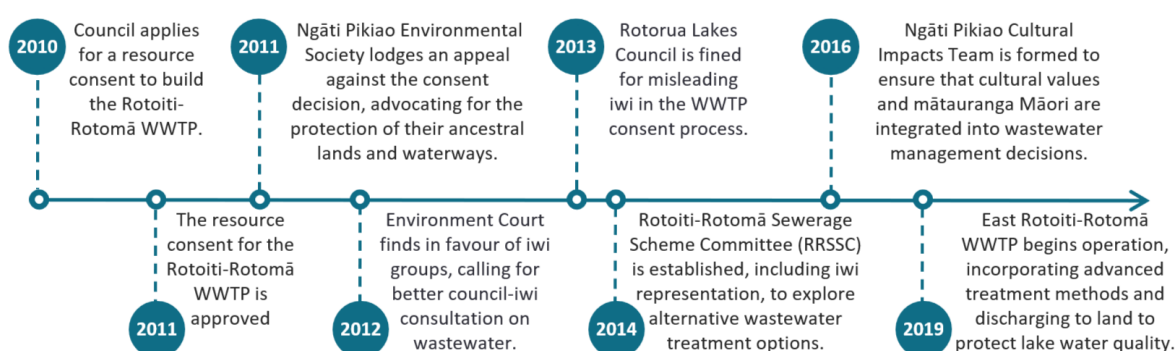 2010
Council applies
for a resource
consent to build
the Rotoiti-
Rotomā WWTP.
2011
The resource
consent for the
Rotoiti-Rotomā
WWTP is
approved
2011
Ngāti Pikiao Environmental
Society lodges an appeal
against the consent
decision, advocating for the
protection of their ancestral
lands and waterways.
2012
Environment Court
finds in favour of iwi
groups, calling for
better council-iwi
consultation on
wastewater.
2013
Rotorua Lakes
Council is fined
for misleading
iwi in the WWTP
consent process.
2014
Rotoiti-Rotomā Sewerage
Scheme Committee (RRSSC)
is established, including iwi
representation, to explore
alternative wastewater
treatment options.
2016
Ngāti Pikiao Cultural
Impacts Team is formed to
ensure that cultural values
and mātauranga Māori are
integrated into wastewater
management decisions.
2019
East Rotoiti-Rotomā
WWTP begins operation,
incorporating advanced
treatment methods and
discharging to land to
protect lake water quality.